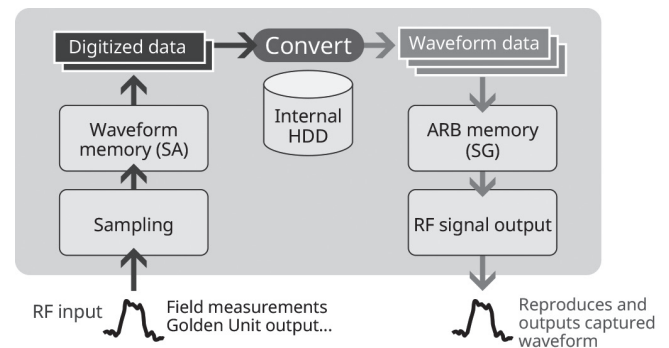 Digitized data
Convert
Waveform data
Internal
HDD
Waveform
memory (SA)
ARB memory
(SG)
Sampling
RF signal output
RF input
Field measurements
Golden Unit output...
Reproduces and
outputs captured
waveform